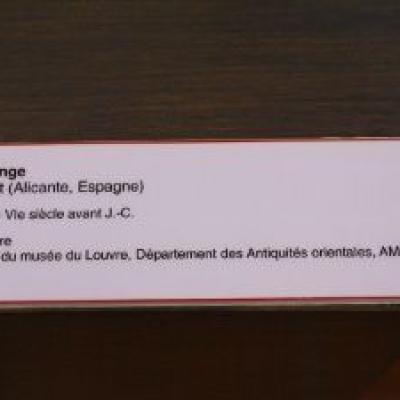 nge
t (Alicante, Espagne)
VIe siècle avant J.-C.
re
du musée du Louvre, Département des Antiquités orientales, AM